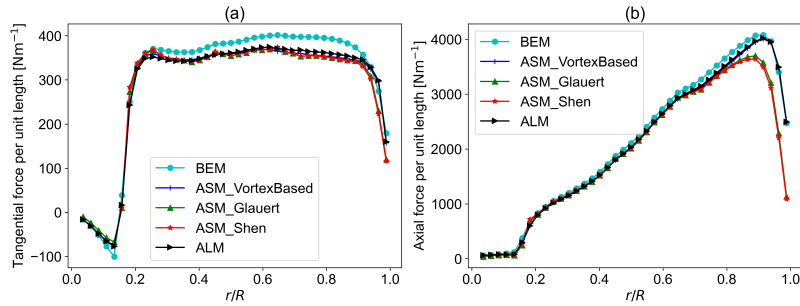 (a)
Tangential force per unit length [Nm⁻¹]
400
300
200
100
0
−100
BEM
ASM_VortexBased
ASM_Glauert
ASM_Shen
ALM
0.0
0.2
0.4
0.6
0.8
1.0
r/R
(b)
Axial force per unit length [Nm⁻¹]
4000
3000
2000
1000
0
BEM
ASM_VortexBased
ASM_Glauert
ASM_Shen
ALM
0.0
0.2
0.4
0.6
0.8
1.0
r/R